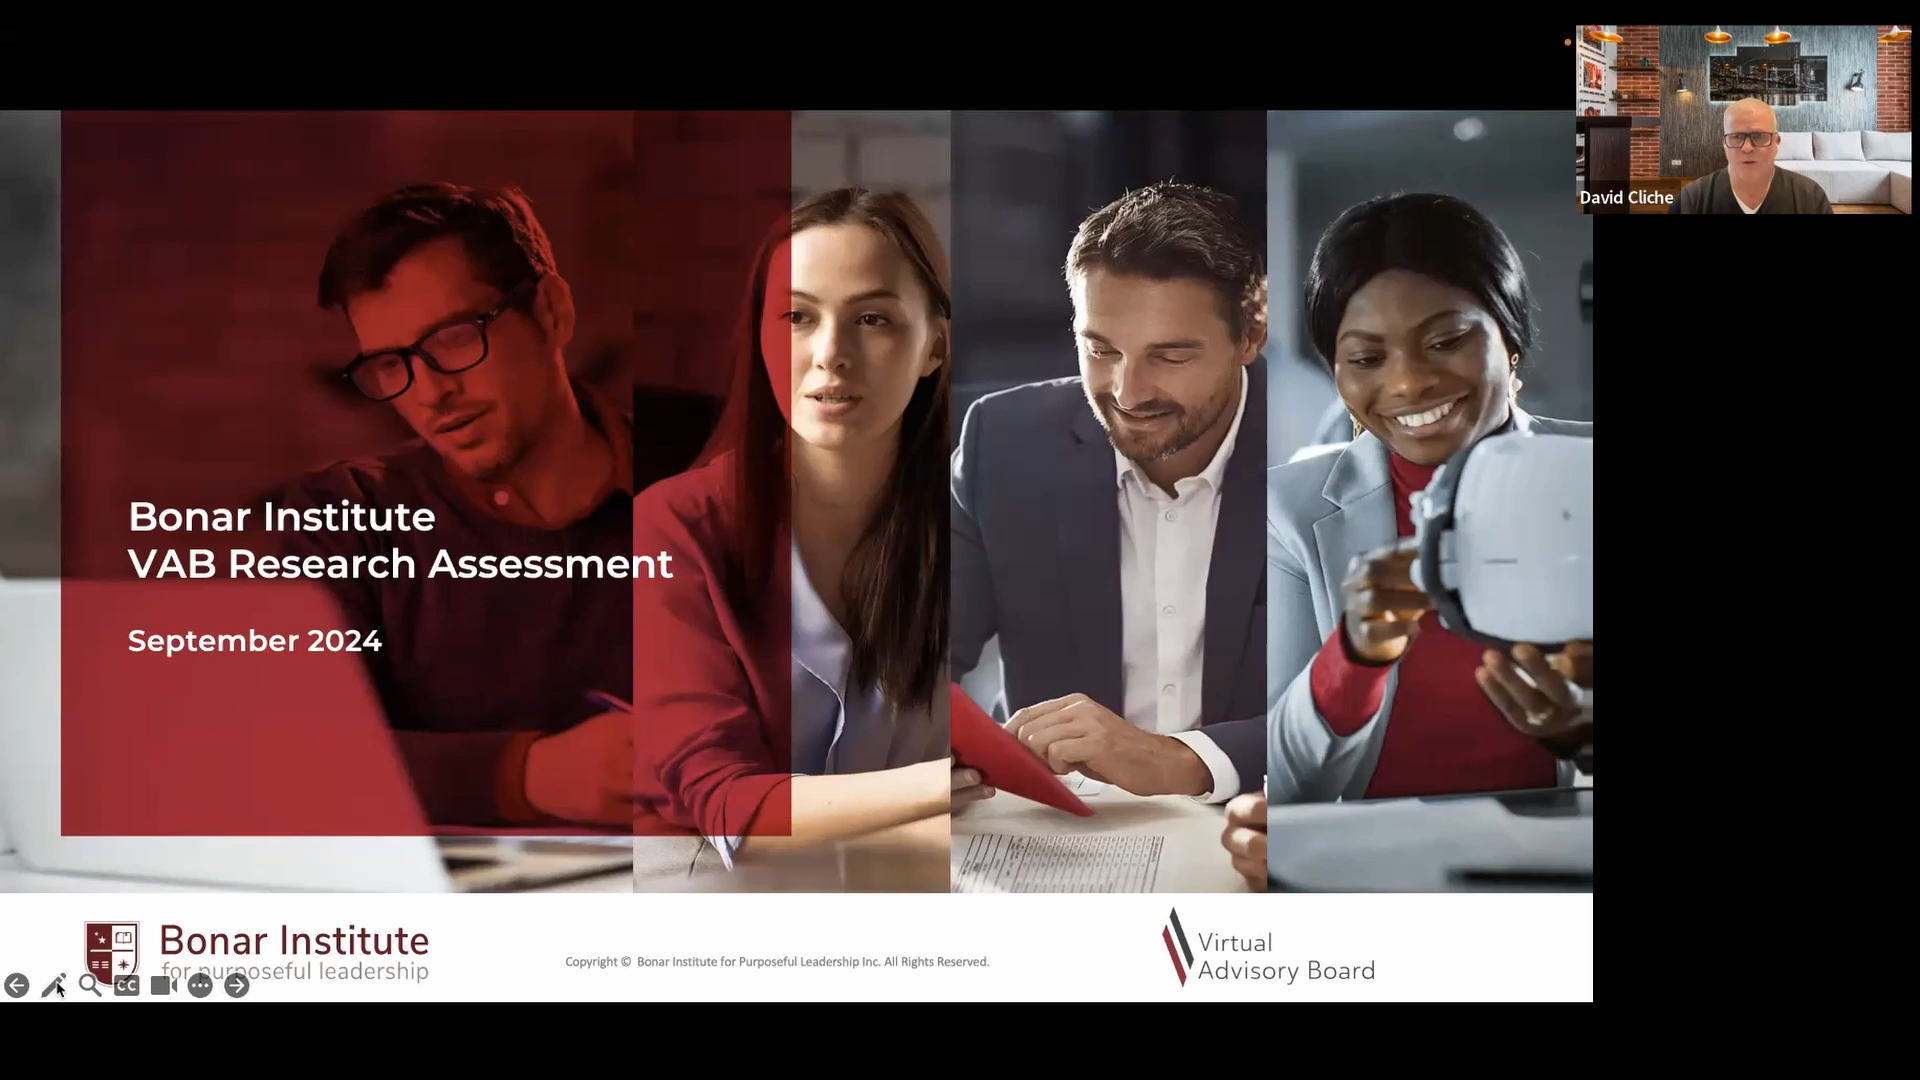 David Cliche
Bonar Institute
VAB Research Assessment
September 2024
Bonar Institute
for purposeful leadership
Copyright © Bonar Institute for Purposeful Leadership Inc. All Rights Reserved.
Virtual
Advisory Board
CC